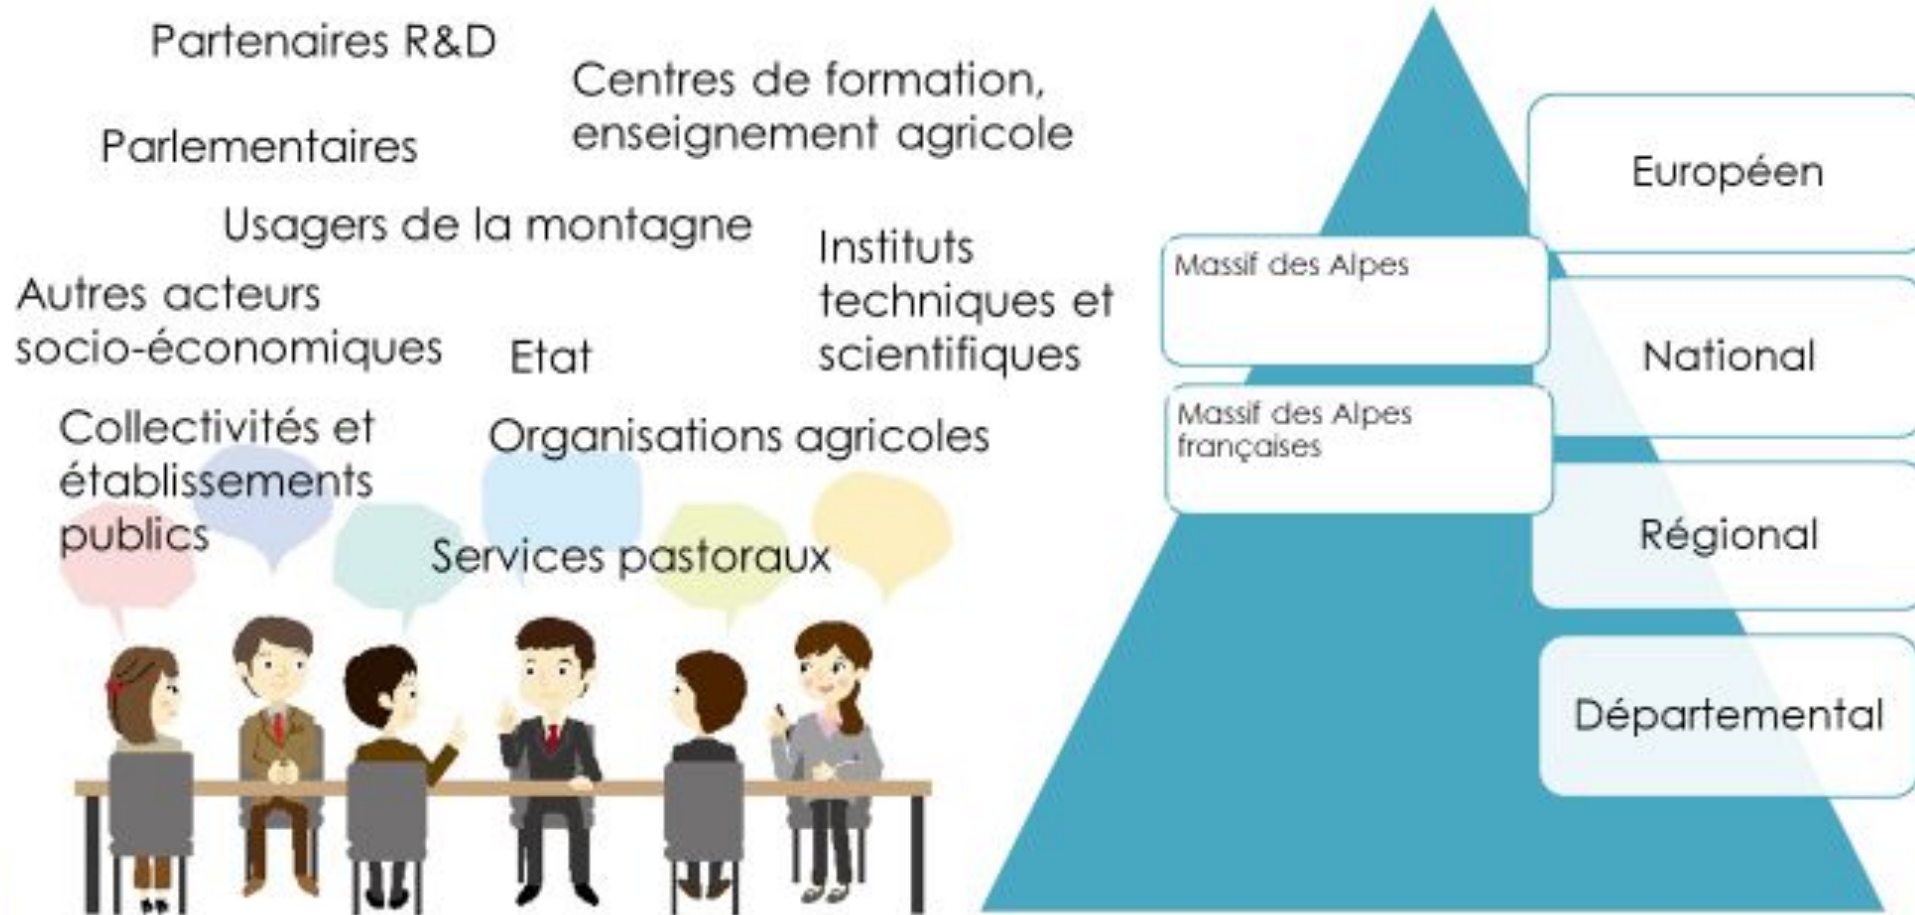 Partenaires R&D
Centres de formation,
enseignement agricole
Parlementaires
Usagers de la montagne
Instituts
techniques et
scientifiques
Autres acteurs
socio-économiques
Etat
Collectivités et
établissements
publics
Organisations agricoles
Services pastoraux
Européen
Massif des Alpes
National
Massif des Alpes
françaises
Régional
Départemental